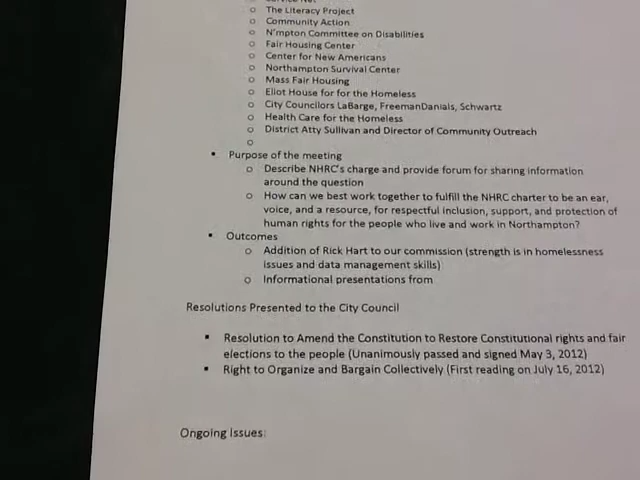 The Literacy Project
Community Action
N'mpton Committee on Disabilities
Fair Housing Center
Center for New Americans
Northampton Survival Center
Mass Fair Housing
Eliot House for for the Homeless
City Councilors LaBarge, FreemanDanials, Schwartz
Health Care for the Homeless
District Atty Sullivan and Director of Community Outreach
Purpose of the meeting
Describe NHRC's charge and provide forum for sharing information
around the question
How can we best work together to fulfill the NHRC charter to be an ear,
voice, and a resource, for respectful inclusion, support, and protection of
human rights for the people who live and work in Northampton?
Outcomes
Addition of Rick Hart to our commission (strength is in homelessness
issues and data management skills)
Informational presentations from
Resolutions Presented to the City Council
Resolution to Amend the Constitution to Restore Constitutional rights and fair
elections to the people (Unanimously passed and signed May 3, 2012)
Right to Organize and Bargain Collectively (First reading on July 16, 2012)
Ongoing Issues: